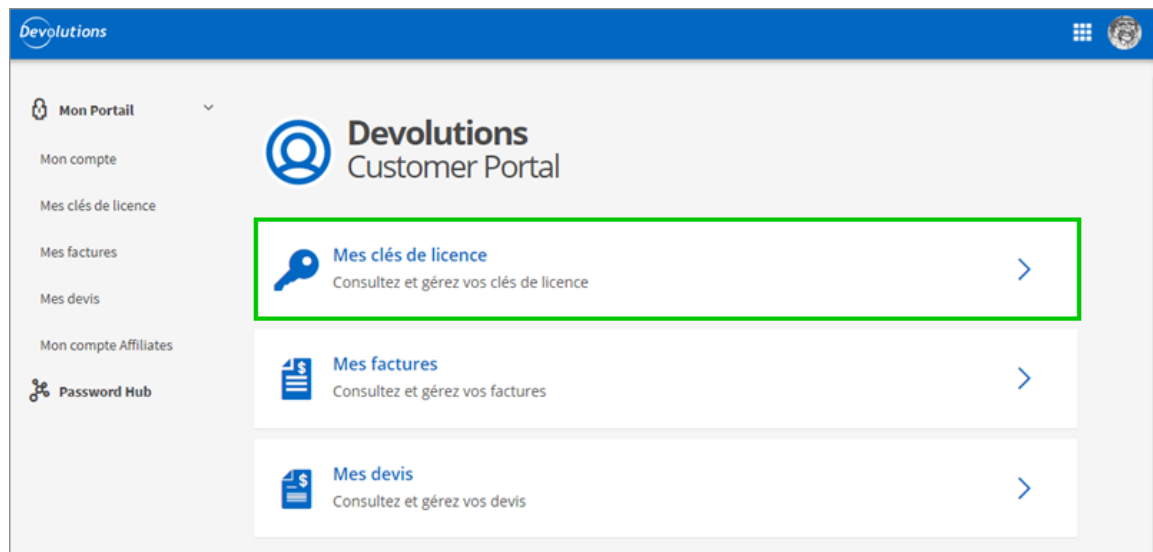 Devolutions
Mon Portail
Mon compte
Mes clés de licence
Mes factures
Mes devis
Mon compte Affiliates
Password Hub
Devolutions
Customer Portal
Mes clés de licence
Consultez et gérez vos clés de licence
Mes factures
Consultez et gérez vos factures
Mes devis
Consultez et gérez vos devis